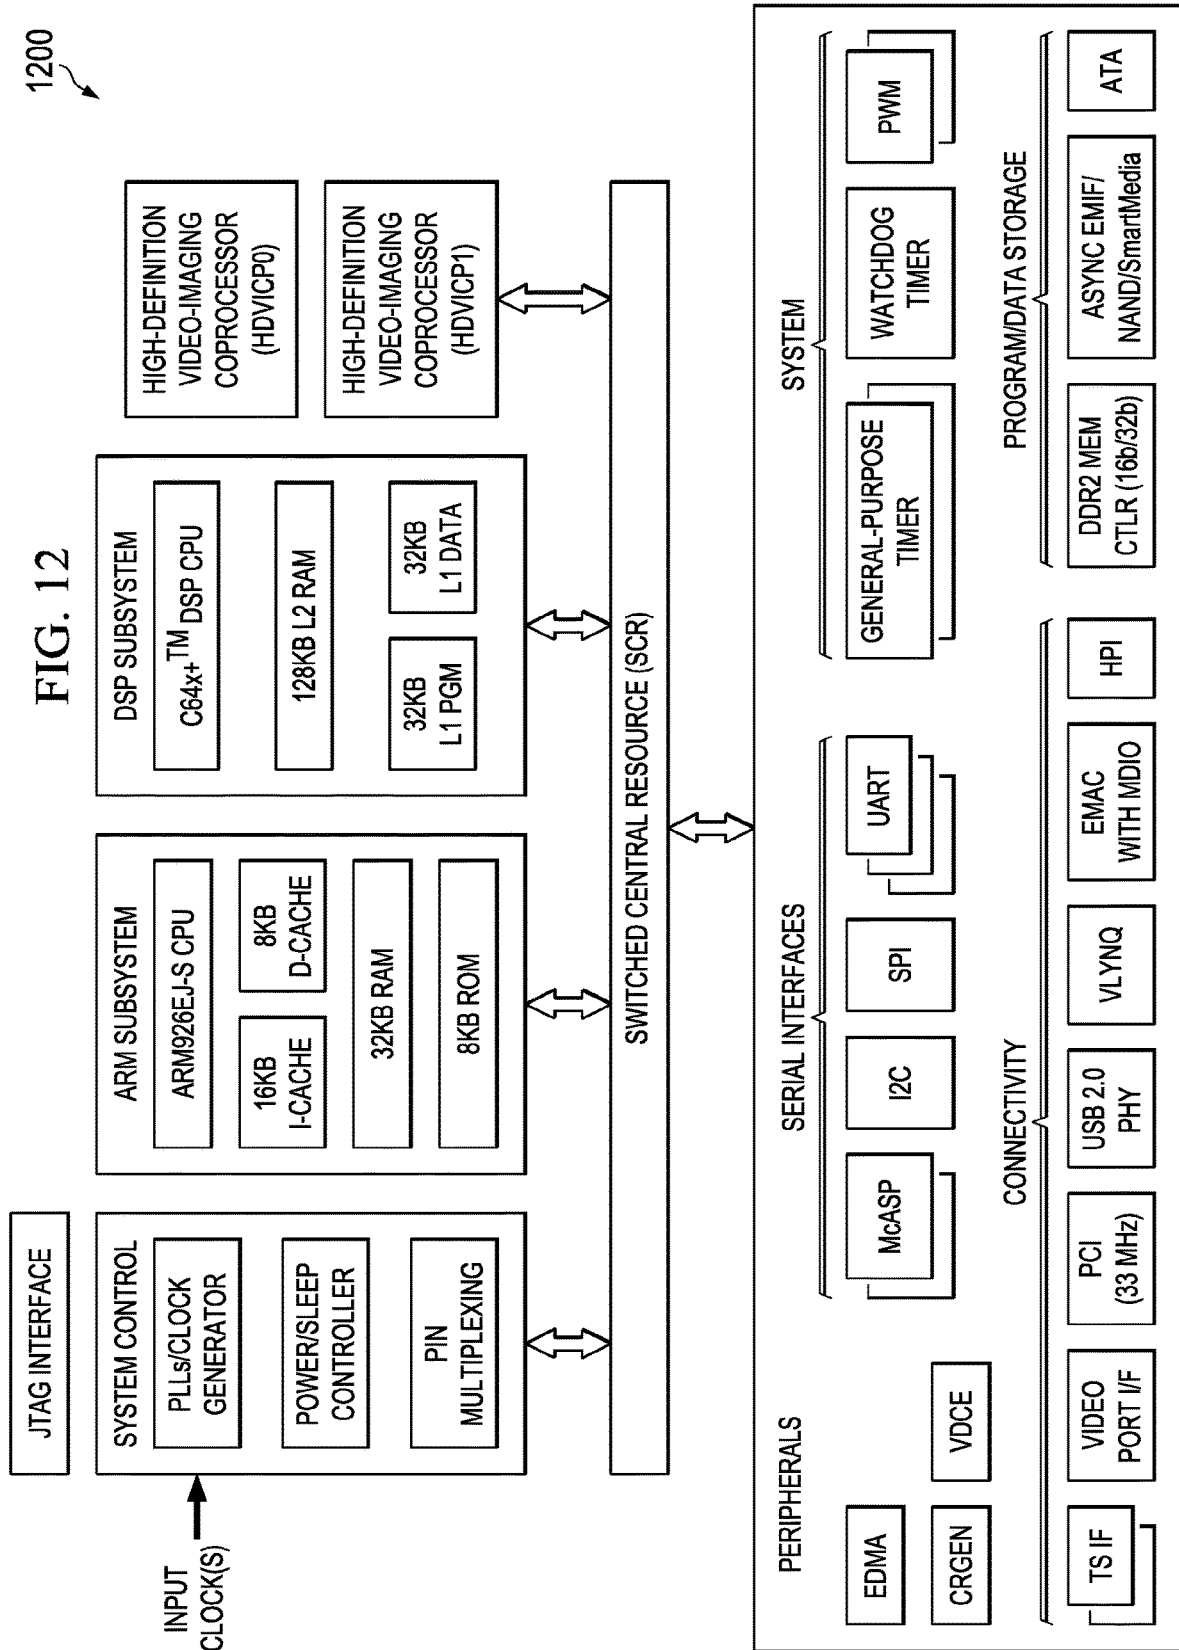 FIG. 12
1200
JTAG INTERFACE
INPUT
CLOCK(S)
SYSTEM CONTROL
PLLs/CLOCK
GENERATOR
POWER/SLEEP
CONTROLLER
PIN
MULTIPLEXING
ARM SUBSYSTEM
ARM926EJ-S CPU
16KB
I-CACHE
8KB
D-CACHE
32KB RAM
8KB ROM
DSP SUBSYSTEM
C64x+TM DSP CPU
128KB L2 RAM
32KB
L1 PGM
32KB
L1 DATA
HIGH-DEFINITION
VIDEO-IMAGING
COPROCESSOR
(HDVICP0)
HIGH-DEFINITION
VIDEO-IMAGING
COPROCESSOR
(HDVICP1)
SWITCHED CENTRAL RESOURCE (SCR)
PERIPHERALS
EDMA
CRGEN
VDCE
SERIAL INTERFACES
McASP
I2C
SPI
UART
SYSTEM
GENERAL-PURPOSE
TIMER
WATCHDOG
TIMER
PWM
CONNECTIVITY
TS IF
VIDEO
PORT I/F
PCI
(33 MHz)
USB 2.0
PHY
VLYNQ
EMAC
WITH MDIO
HPI
PROGRAM/DATA STORAGE
DDR2 MEM
CTLR (16b/32b)
ASYNC EMIF/
NAND/SmartMedia
ATA